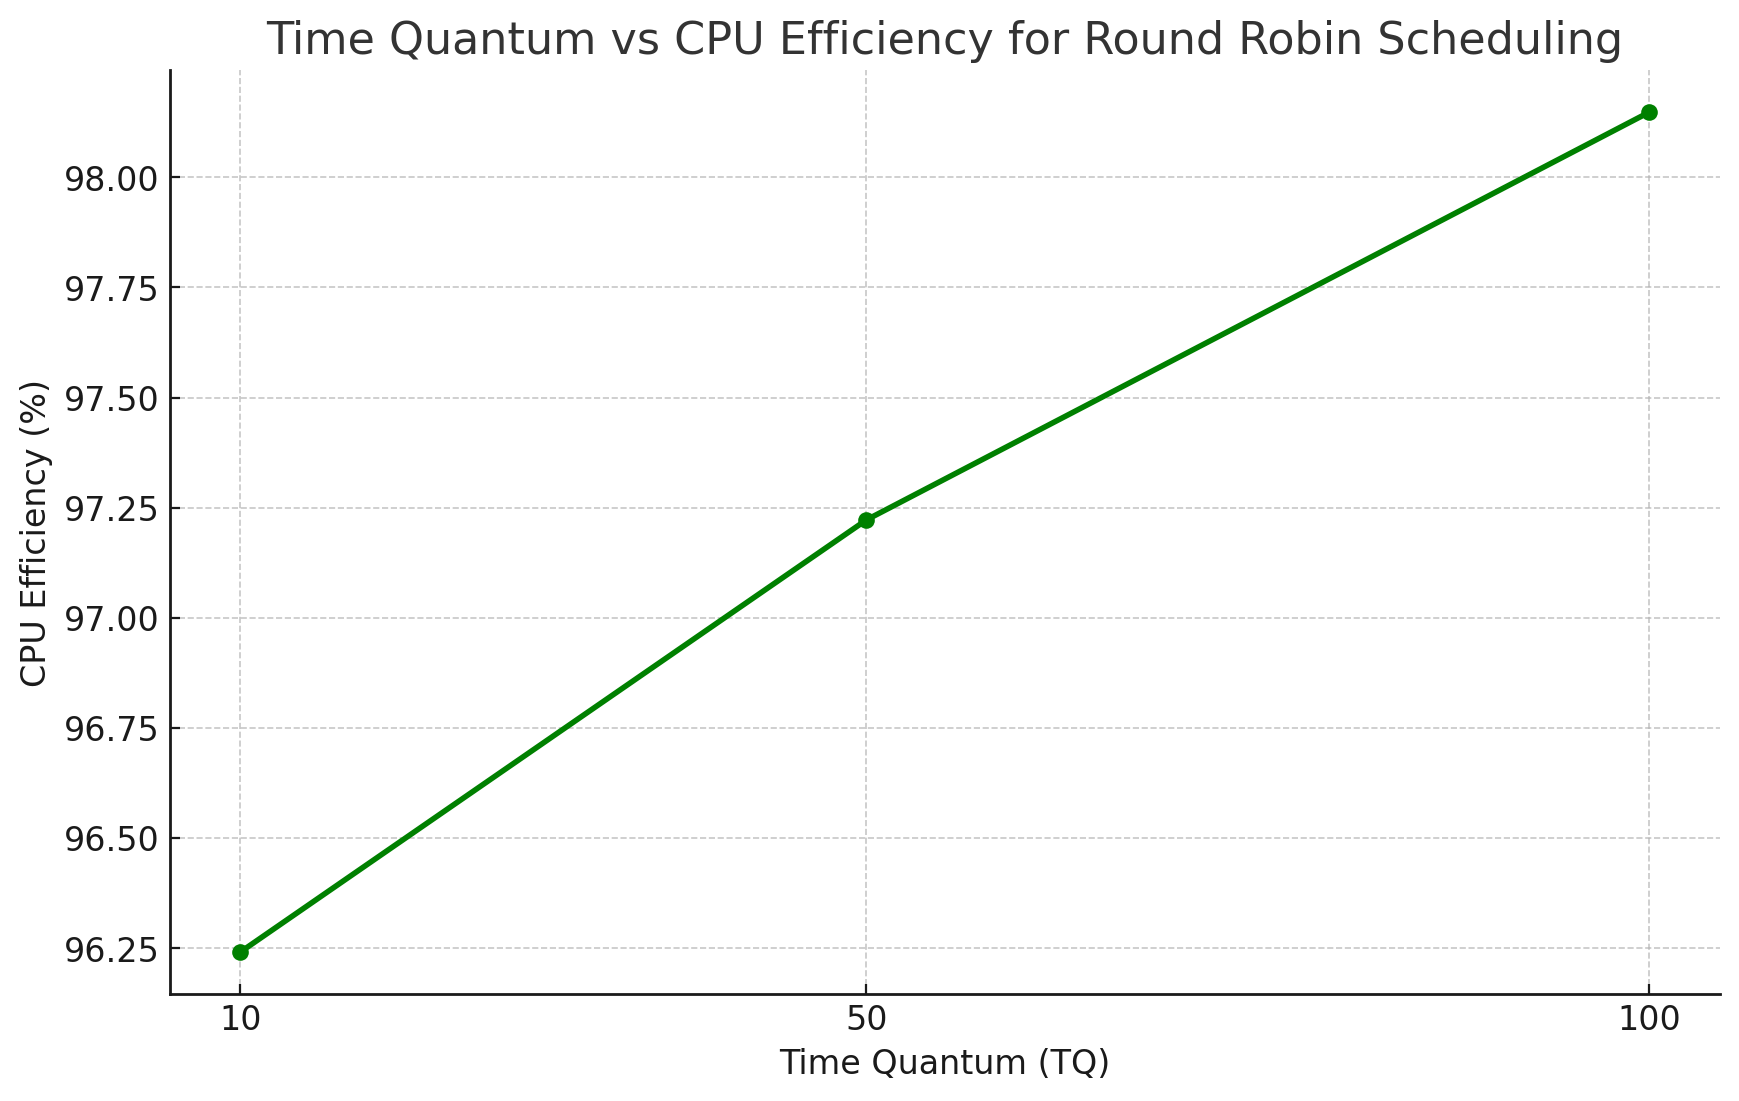 Time Quantum vs CPU Efficiency for Round Robin Scheduling
CPU Efficiency (%)
98.00
97.75
97.50
97.25
97.00
96.75
96.50
96.25
10 50 100
Time Quantum (TQ)